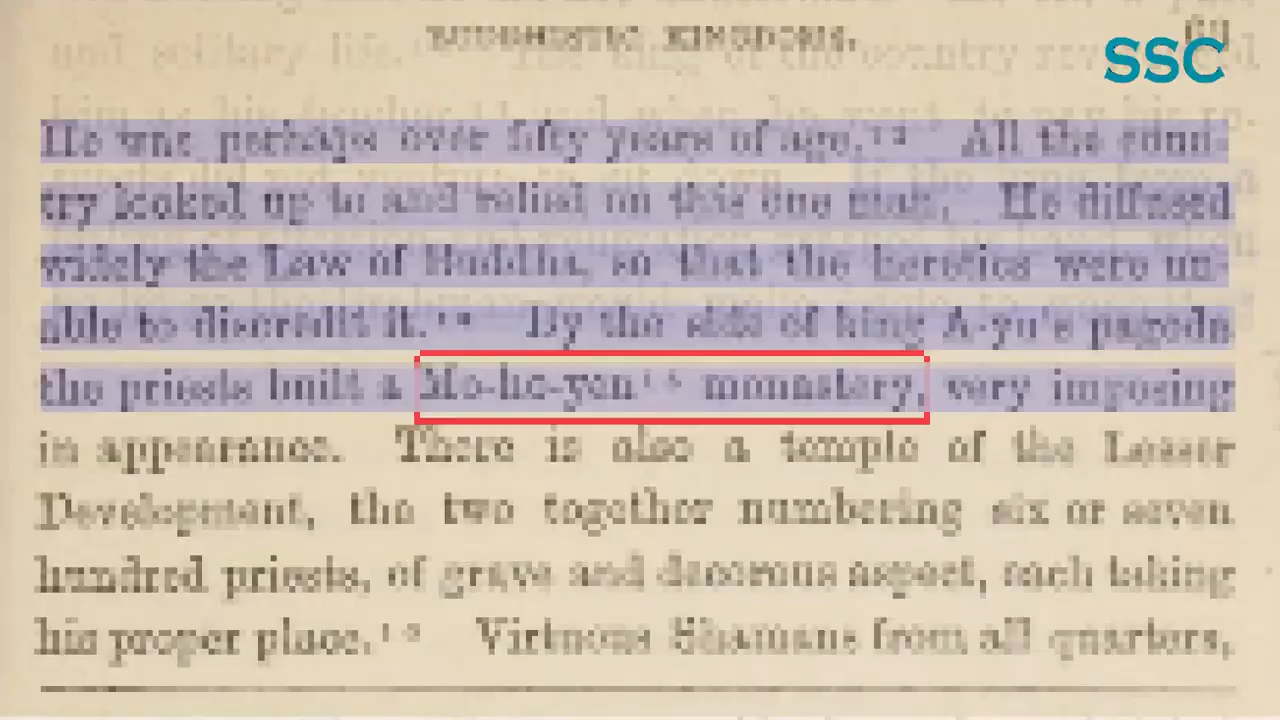 BUDDHISTIC KINGDOMS. 69
SSC
He was perhaps over fifty years of age.¹³ All the coun-
try looked up to and relied on this one man. He diffused
widely the Law of Buddha, so that the heretics were un-
able to discredit it.¹⁴ By the side of king A-yu's pagoda
the priests built a Mo-ho-yen¹⁵ monastery, very imposing
in appearance. There is also a temple of the Lesser
Development, the two together numbering six or seven
hundred priests, of grave and decorous aspect, each taking
his proper place. Virtuous Shamans from all quarters,